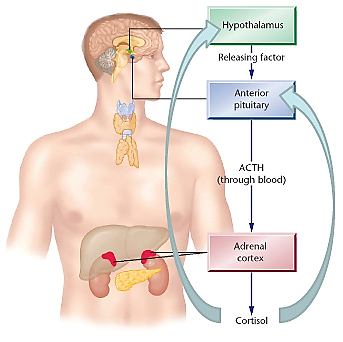 Hypothalamus
Releasing factor
Anterior
pituitary
ACTH
(through blood)
Adrenal
cortex
Cortisol